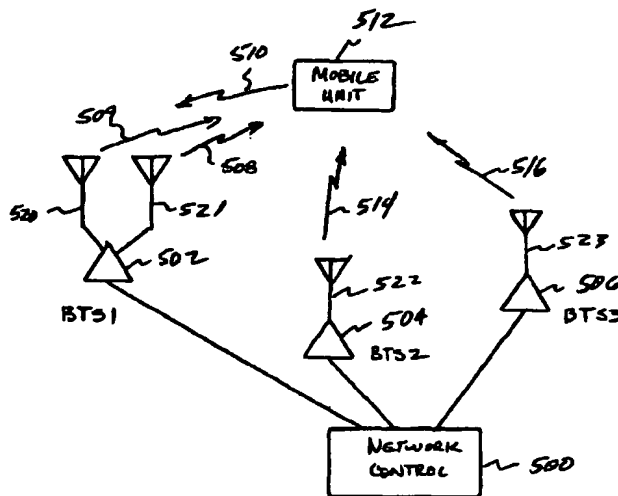 512
510
MOBILE
UNIT
509
508
520
521
516
514
502
523
522
506
BTS1
504
BTS2
BTS3
NETWORK
CONTROL
500